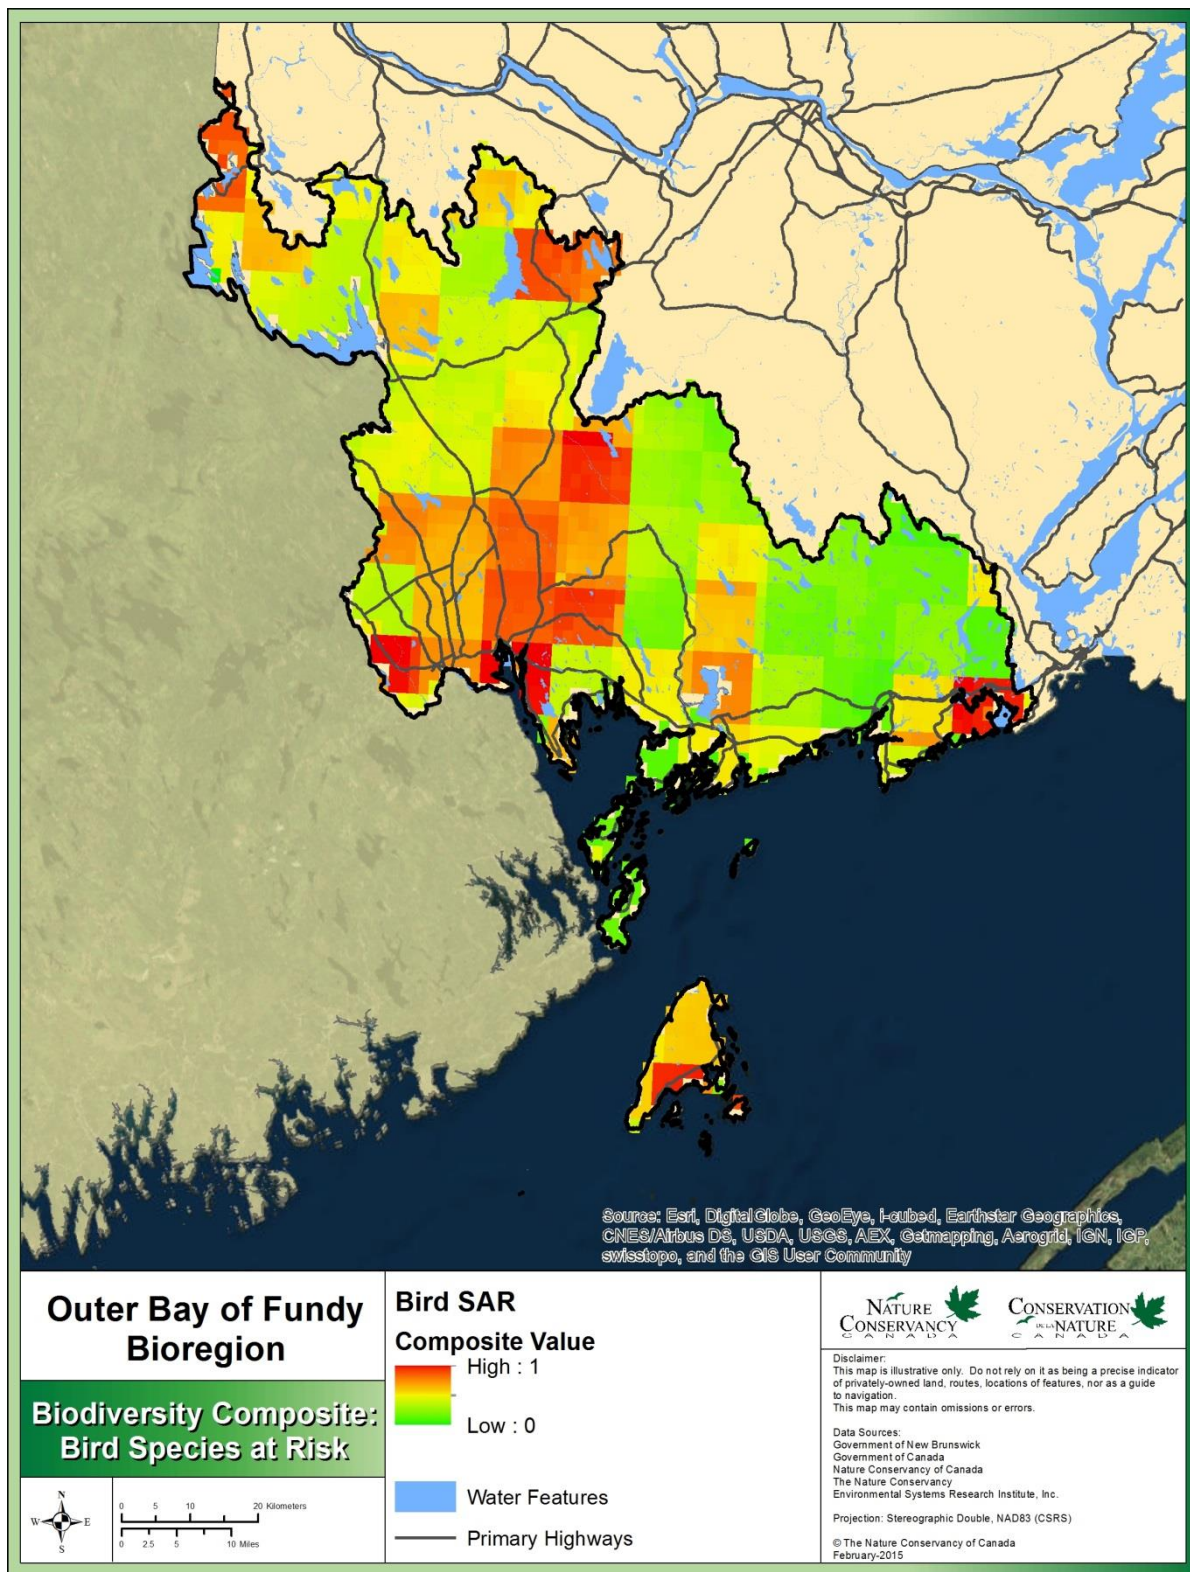 Source: Esri, DigitalGlobe, GeoEye, i-cubed, Earthstar Geographics,
CNES/Airbus DS, USDA, USGS, AEX, Getmapping, Aerogrid, IGN, IGP,
swisstopo, and the GIS User Community
Outer Bay of Fundy
Bioregion
Biodiversity Composite:
Bird Species at Risk
N
W E
S
0 5 10 20 Kilometers
0 2.5 5 10 Miles
Bird SAR
Composite Value
High : 1
Low : 0
Water Features
Primary Highways
NATURE
CONSERVANCY
CANADA
CONSERVATION
DE LA NATURE
CANADA
Disclaimer:
This map is illustrative only. Do not rely on it as being a precise indicator
of privately-owned land, routes, locations of features, nor as a guide
to navigation.
This map may contain omissions or errors.
Data Sources:
Government of New Brunswick
Government of Canada
Nature Conservancy of Canada
The Nature Conservancy
Environmental Systems Research Institute, Inc.
Projection: Stereographic Double, NAD83 (CSRS)
© The Nature Conservancy of Canada
February-2015